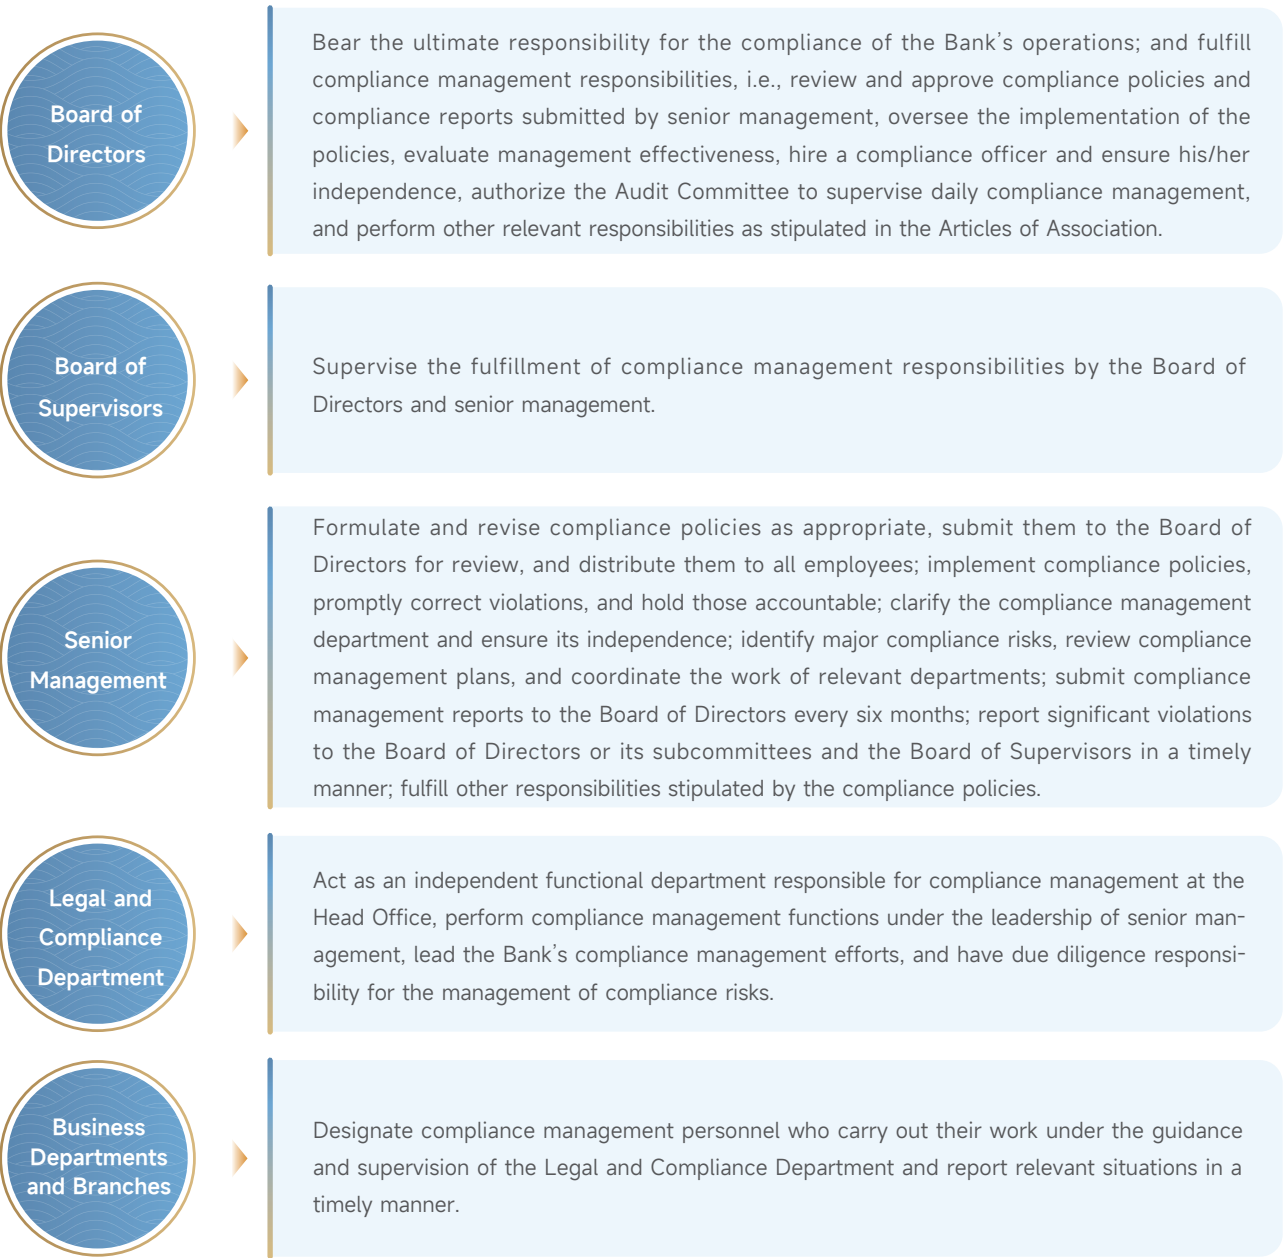 Board of
Directors
Bear the ultimate responsibility for the compliance of the Bank's operations; and fulfill
compliance management responsibilities, i.e., review and approve compliance policies and
compliance reports submitted by senior management, oversee the implementation of the
policies, evaluate management effectiveness, hire a compliance officer and ensure his/her
independence, authorize the Audit Committee to supervise daily compliance management,
and perform other relevant responsibilities as stipulated in the Articles of Association.
Board of
Supervisors
Supervise the fulfillment of compliance management responsibilities by the Board of
Directors and senior management.
Senior
Management
Formulate and revise compliance policies as appropriate, submit them to the Board of
Directors for review, and distribute them to all employees; implement compliance policies,
promptly correct violations, and hold those accountable; clarify the compliance management
department and ensure its independence; identify major compliance risks, review compliance
management plans, and coordinate the work of relevant departments; submit compliance
management reports to the Board of Directors every six months; report significant violations
to the Board of Directors or its subcommittees and the Board of Supervisors in a timely
manner; fulfill other responsibilities stipulated by the compliance policies.
Legal and
Compliance
Department
Act as an independent functional department responsible for compliance management at the
Head Office, perform compliance management functions under the leadership of senior man-
agement, lead the Bank's compliance management efforts, and have due diligence responsi-
bility for the management of compliance risks.
Business
Departments
and Branches
Designate compliance management personnel who carry out their work under the guidance
and supervision of the Legal and Compliance Department and report relevant situations in a
timely manner.